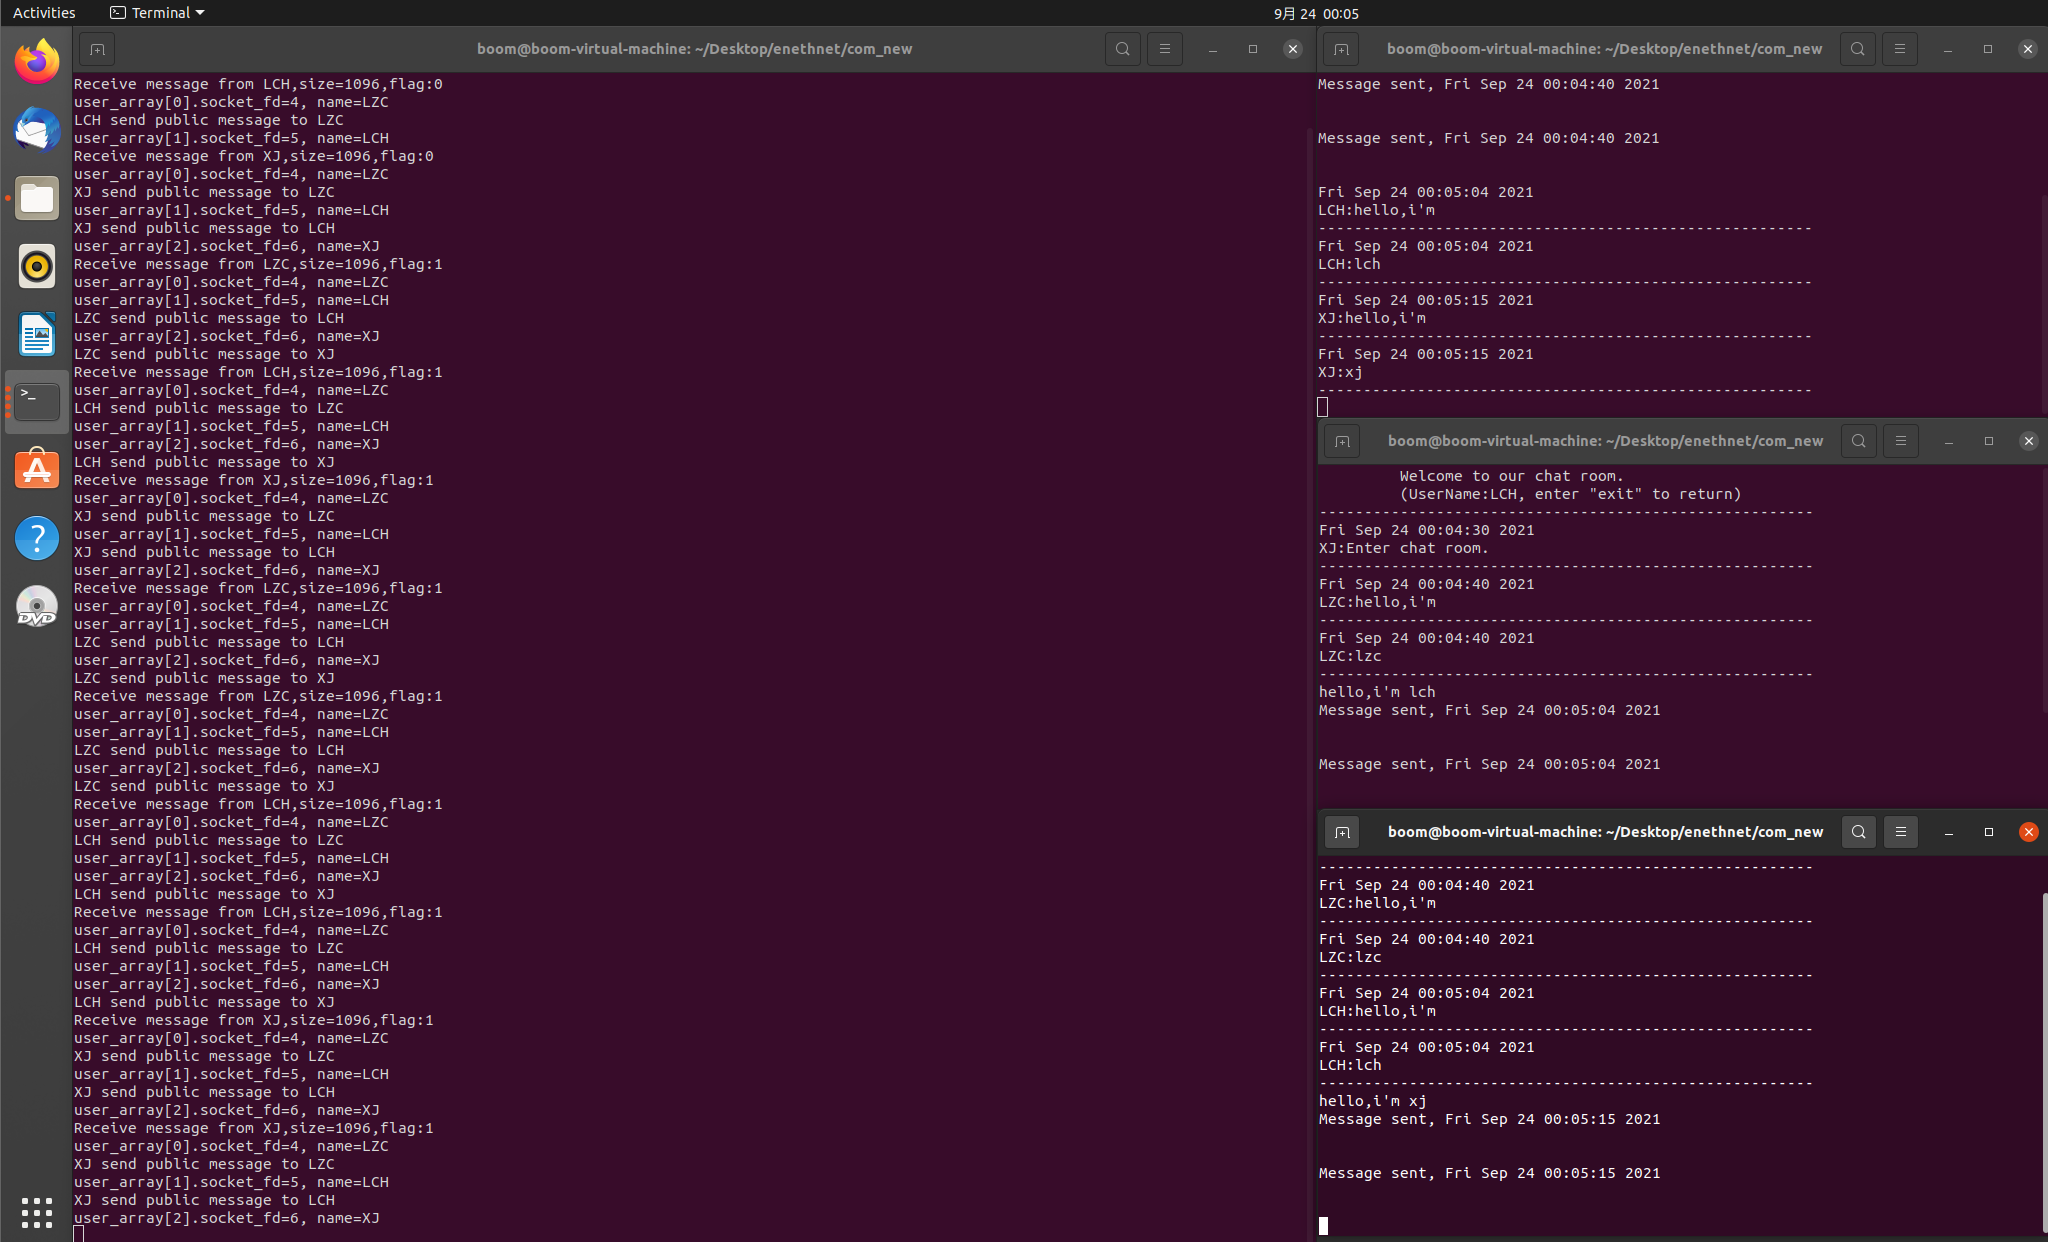 Activities
Terminal
9月 24 00:05
boom@boom-virtual-machine: ~/Desktop/enethnet/com_new
Receive message from LCH,size=1096,flag:0
user_array[0].socket_fd=4, name=LZC
LCH send public message to LZC
user_array[1].socket_fd=5, name=LCH
Receive message from XJ,size=1096,flag:0
user_array[0].socket_fd=4, name=LZC
XJ send public message to LZC
user_array[1].socket_fd=5, name=LCH
XJ send public message to LCH
user_array[2].socket_fd=6, name=XJ
Receive message from LZC,size=1096,flag:1
user_array[0].socket_fd=4, name=LZC
user_array[1].socket_fd=5, name=LCH
LZC send public message to LCH
user_array[2].socket_fd=6, name=XJ
LZC send public message to XJ
Receive message from LCH,size=1096,flag:1
user_array[0].socket_fd=4, name=LZC
LCH send public message to LZC
user_array[1].socket_fd=5, name=LCH
user_array[2].socket_fd=6, name=XJ
LCH send public message to XJ
Receive message from XJ,size=1096,flag:1
user_array[0].socket_fd=4, name=LZC
XJ send public message to LZC
user_array[1].socket_fd=5, name=LCH
XJ send public message to LCH
user_array[2].socket_fd=6, name=XJ
Receive message from LZC,size=1096,flag:1
user_array[0].socket_fd=4, name=LZC
user_array[1].socket_fd=5, name=LCH
LZC send public message to LCH
user_array[2].socket_fd=6, name=XJ
LZC send public message to XJ
Receive message from LZC,size=1096,flag:1
user_array[0].socket_fd=4, name=LZC
user_array[1].socket_fd=5, name=LCH
LZC send public message to LCH
user_array[2].socket_fd=6, name=XJ
LZC send public message to XJ
Receive message from LCH,size=1096,flag:1
user_array[0].socket_fd=4, name=LZC
LCH send public message to LZC
user_array[1].socket_fd=5, name=LCH
user_array[2].socket_fd=6, name=XJ
LCH send public message to XJ
Receive message from LCH,size=1096,flag:1
user_array[0].socket_fd=4, name=LZC
LCH send public message to LZC
user_array[1].socket_fd=5, name=LCH
user_array[2].socket_fd=6, name=XJ
LCH send public message to XJ
Receive message from XJ,size=1096,flag:1
user_array[0].socket_fd=4, name=LZC
XJ send public message to LZC
user_array[1].socket_fd=5, name=LCH
XJ send public message to LCH
user_array[2].socket_fd=6, name=XJ
Receive message from XJ,size=1096,flag:1
user_array[0].socket_fd=4, name=LZC
XJ send public message to LZC
user_array[1].socket_fd=5, name=LCH
XJ send public message to LCH
user_array[2].socket_fd=6, name=XJ
boom@boom-virtual-machine: ~/Desktop/enethnet/com_new
Message sent, Fri Sep 24 00:04:40 2021
Message sent, Fri Sep 24 00:04:40 2021
Fri Sep 24 00:05:04 2021
LCH:hello,i'm
-------------------------------------------------------
Fri Sep 24 00:05:04 2021
LCH:lch
-------------------------------------------------------
Fri Sep 24 00:05:15 2021
XJ:hello,i'm
-------------------------------------------------------
Fri Sep 24 00:05:15 2021
XJ:xj
-------------------------------------------------------
boom@boom-virtual-machine: ~/Desktop/enethnet/com_new
Welcome to our chat room.
(UserName:LCH, enter "exit" to return)
-------------------------------------------------------
Fri Sep 24 00:04:30 2021
XJ:Enter chat room.
-------------------------------------------------------
Fri Sep 24 00:04:40 2021
LZC:hello,i'm
-------------------------------------------------------
Fri Sep 24 00:04:40 2021
LZC:lzc
-------------------------------------------------------
hello,i'm lch
Message sent, Fri Sep 24 00:05:04 2021
Message sent, Fri Sep 24 00:05:04 2021
boom@boom-virtual-machine: ~/Desktop/enethnet/com_new
-------------------------------------------------------
Fri Sep 24 00:04:40 2021
LZC:hello,i'm
-------------------------------------------------------
Fri Sep 24 00:04:40 2021
LZC:lzc
-------------------------------------------------------
Fri Sep 24 00:05:04 2021
LCH:hello,i'm
-------------------------------------------------------
Fri Sep 24 00:05:04 2021
LCH:lch
-------------------------------------------------------
hello,i'm xj
Message sent, Fri Sep 24 00:05:15 2021
Message sent, Fri Sep 24 00:05:15 2021
DVD